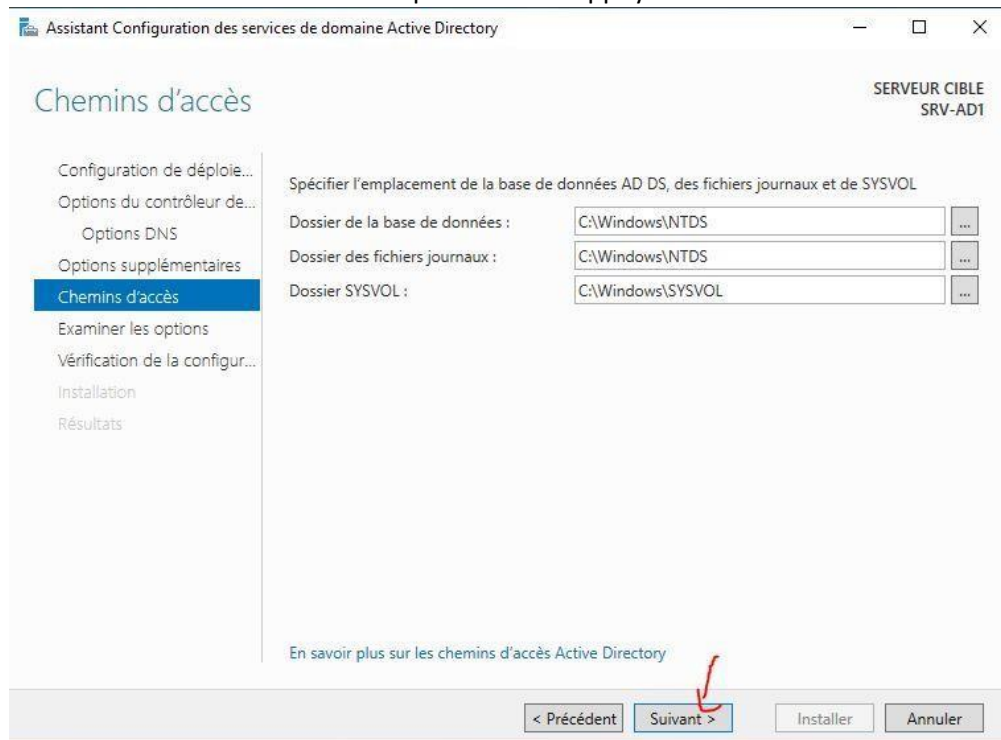 Assistant Configuration des services de domaine Active Directory
Chemins d'accès
SERVEUR CIBLE
SRV-AD1
Configuration de déploie...
Options du contrôleur de...
Options DNS
Options supplémentaires
Chemins d'accès
Examiner les options
Vérification de la configur...
Installation
Résultats
Spécifier l'emplacement de la base de données AD DS, des fichiers journaux et de SYSVOL
Dossier de la base de données : C:\Windows\NTDS ...
Dossier des fichiers journaux : C:\Windows\NTDS ...
Dossier SYSVOL : C:\Windows\SYSVOL ...
En savoir plus sur les chemins d'accès Active Directory
< Précédent Suivant > Installer Annuler